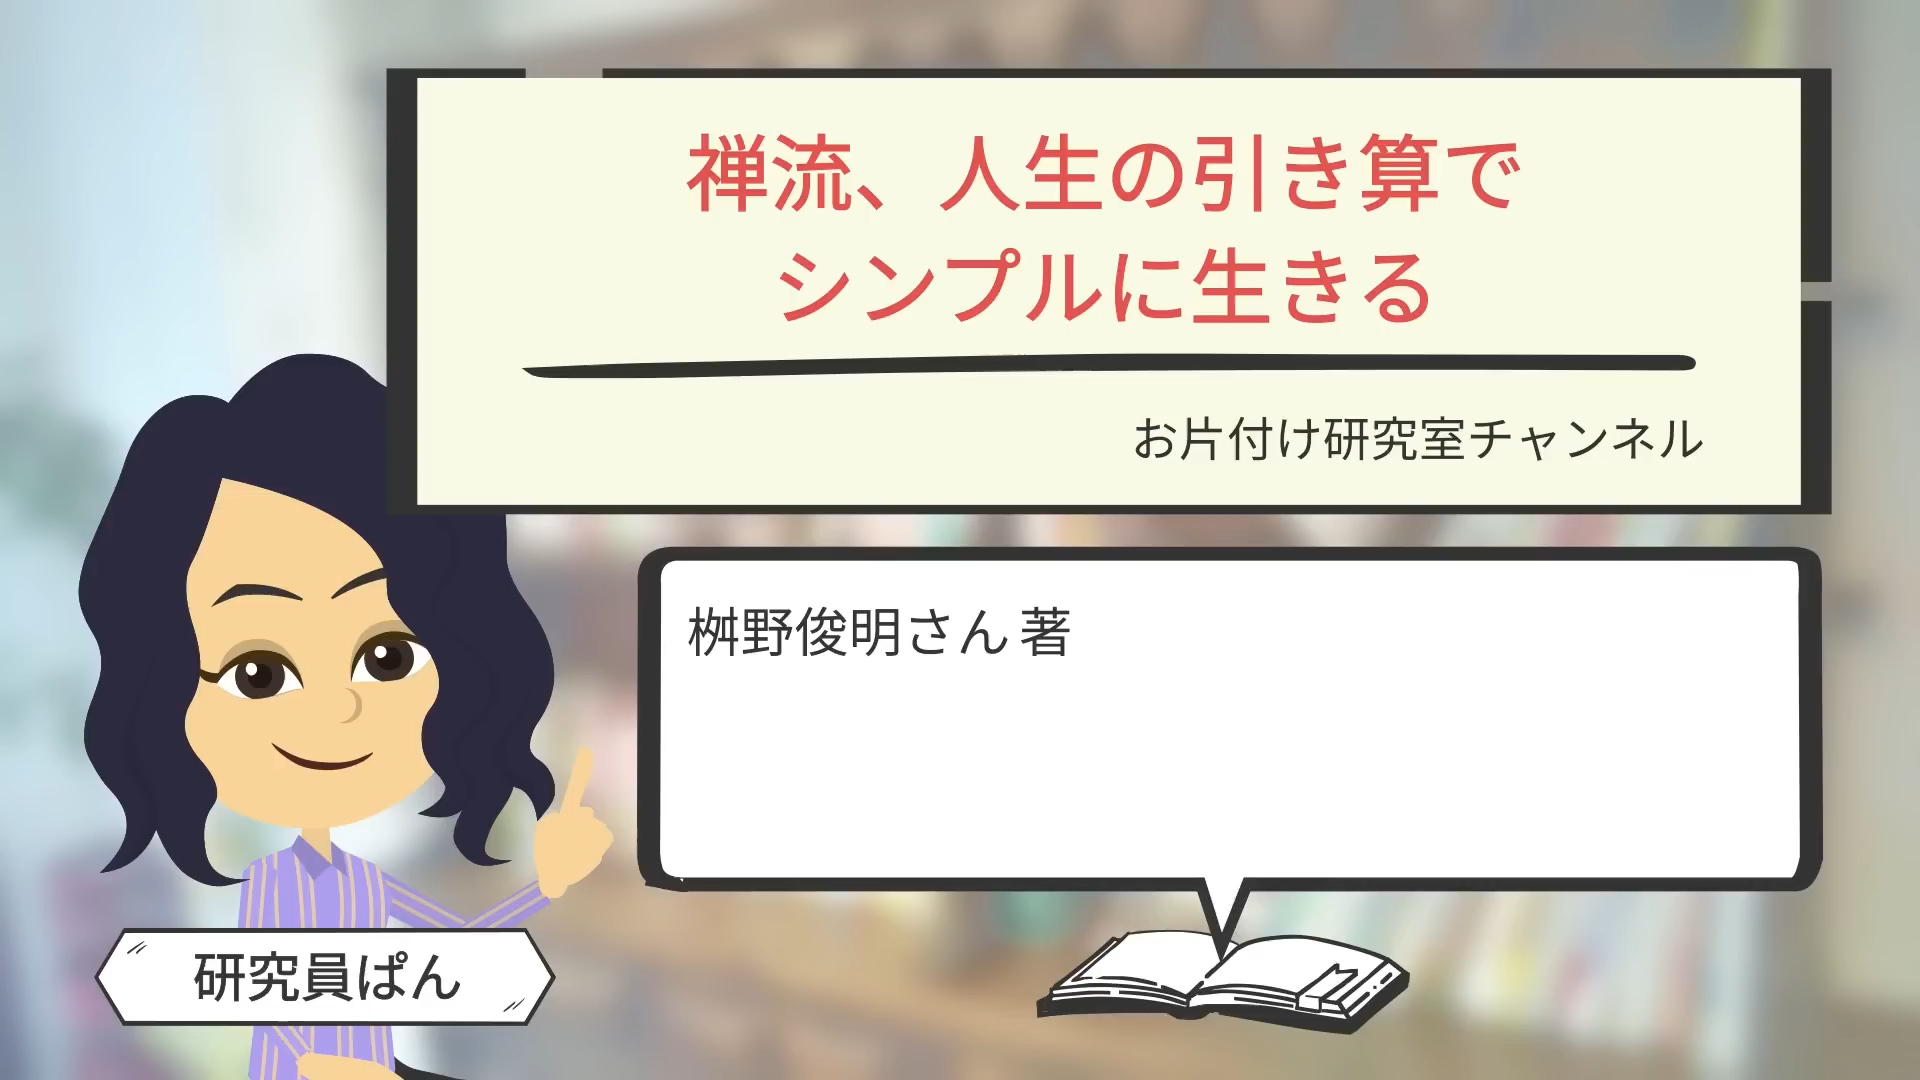 禅流、人生の引き算で
シンプルに生きる
お片付け研究室チャンネル
桝野俊明さん 著
研究員ぱん